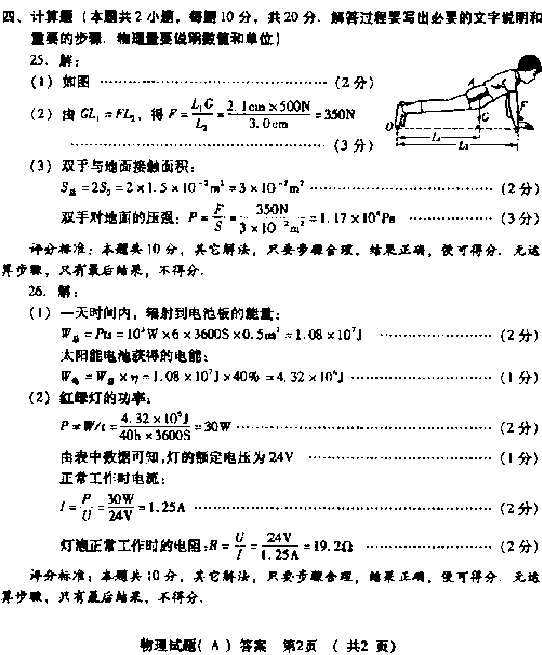 四、计算题（本题共2小题，每题10分，共20分．解答过程要写出必要的文字说明和
重要的步骤．物理量要说明数值和单位）
25．解：
（1）如图 ……（2分）
（2）由GL₁＝FL₂，得F＝L₁G/L₂＝2.1cm×500N/3.0cm＝350N
……（3分）
A
O
G
F
L₁
L₂
（3）双手与地面接触面积：
S总＝2S₀＝2×1.5×10⁻²m²＝3×10⁻²m² ……（2分）
双手对地面的压强：P＝F/S＝350N/3×10⁻²m²＝1.17×10⁴Pa ……（3分）
评分标准：本题共10分，其它解法，只要步骤合理，结果正确，便可得分．无运
算步骤，只有最后结果，不得分．
26．解：
（1）一天时间内，辐射到电池板的能量：
W总＝Pts＝10³W×6×3600S×0.5m²＝1.08×10⁷J ……（2分）
太阳能电池获得的电能：
W电＝W总×η＝1.08×10⁷J×40%＝4.32×10⁶J ……（1分）
（2）红绿灯的功率：
P＝W/t＝4.32×10⁶J/40h×3600S＝30W ……（2分）
由表中数据可知，灯的额定电压为24V ……（1分）
正常工作时电流：
I＝P/U＝30W/24V＝1.25A ……（2分）
灯泡正常工作时的电阻：R＝U/I＝24V/1.25A＝19.2Ω ……（2分）
评分标准：本题共10分，其它解法，只要步骤合理，结果正确，便可得分．无运
算步骤，只有最后结果，不得分．
物理试题（A）答案 第2页 （共2页）